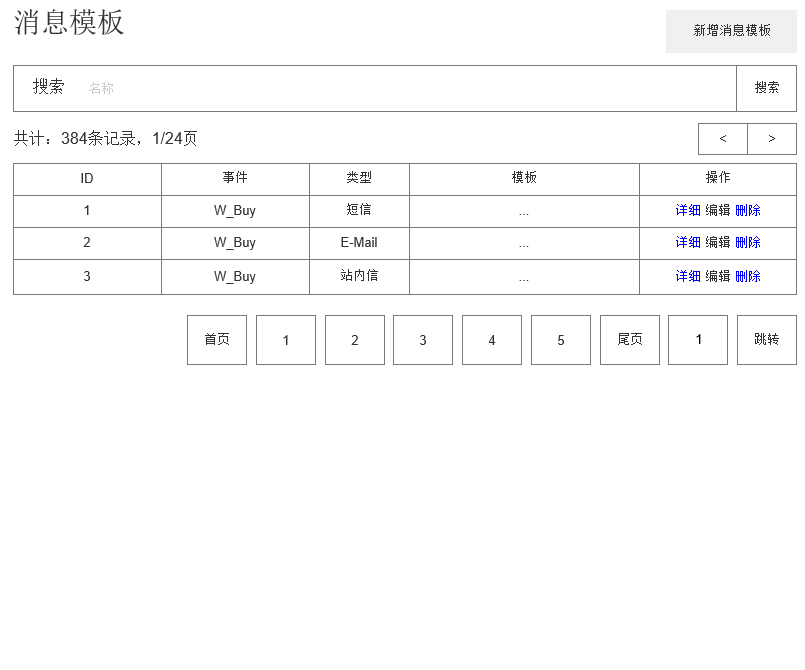 消息模板
新增消息模板
搜索 名称 搜索
共计：384条记录，1/24页 < >
ID 事件 类型 模板 操作
1 W_Buy 短信 ... 详细 编辑 删除
2 W_Buy E-Mail ... 详细 编辑 删除
3 W_Buy 站内信 ... 详细 编辑 删除
首页 1 2 3 4 5 尾页 1 跳转